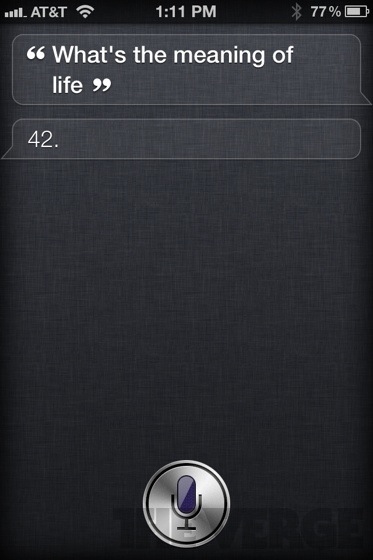 AT&T 1:11 PM 77%
“ What's the meaning of
life ”
42.
THE VERGE